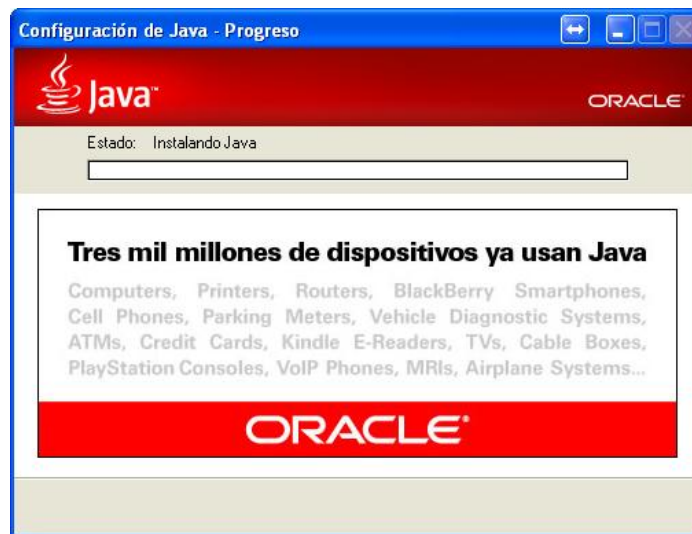 Configuración de Java - Progreso
Java™
ORACLE®
Estado: Instalando Java
Tres mil millones de dispositivos ya usan Java
Computers, Printers, Routers, BlackBerry Smartphones,
Cell Phones, Parking Meters, Vehicle Diagnostic Systems,
ATMs, Credit Cards, Kindle E-Readers, TVs, Cable Boxes,
PlayStation Consoles, VoIP Phones, MRIs, Airplane Systems...
ORACLE®